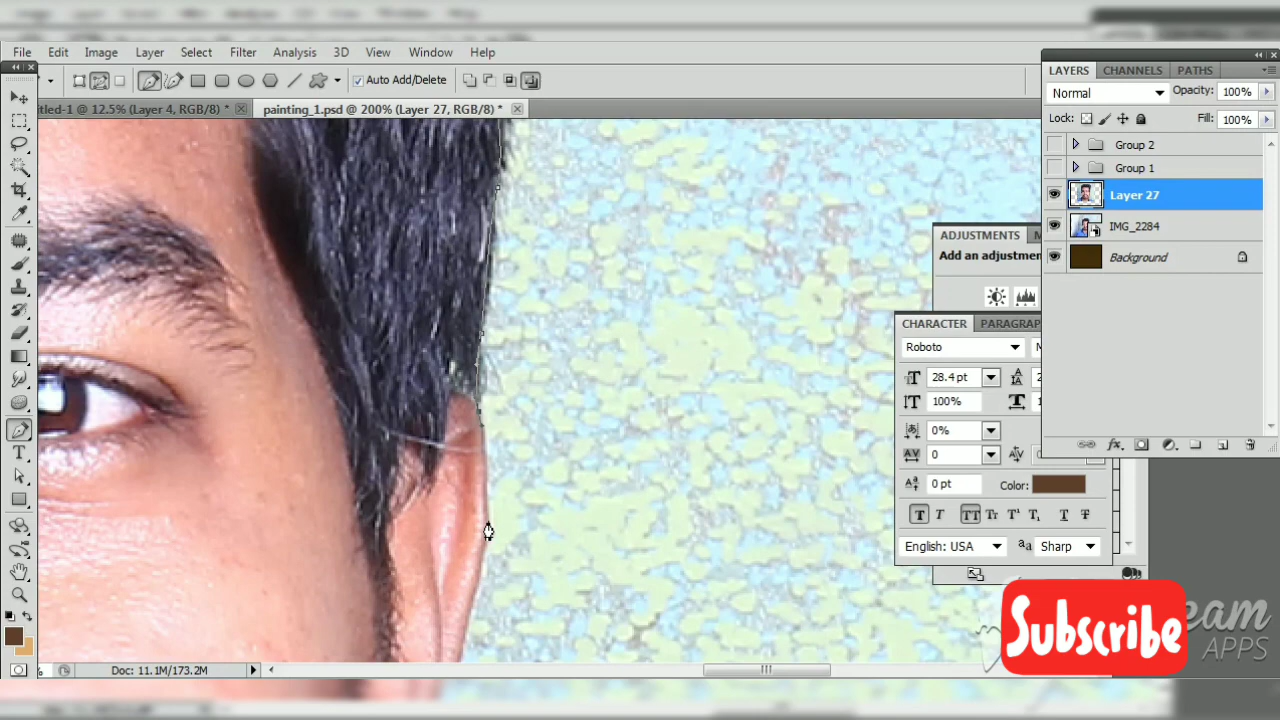 File Edit Image Layer Select Filter Analysis 3D View Window Help
Auto Add/Delete
titled-1 @ 12.5% (Layer 4, RGB/8) *
painting_1.psd @ 200% (Layer 27, RGB/8) *
LAYERS CHANNELS PATHS
Normal Opacity: 100%
Lock: Fill: 100%
Group 2
Group 1
Layer 27
IMG_2284
Background
ADJUSTMENTS M
Add an adjustme
CHARACTER PARAGRAP
Roboto
28.4 pt
100%
0%
0
0 pt Color:
English: USA Sharp
Doc: 11.1M/173.2M
Subscribe
eam
APPS